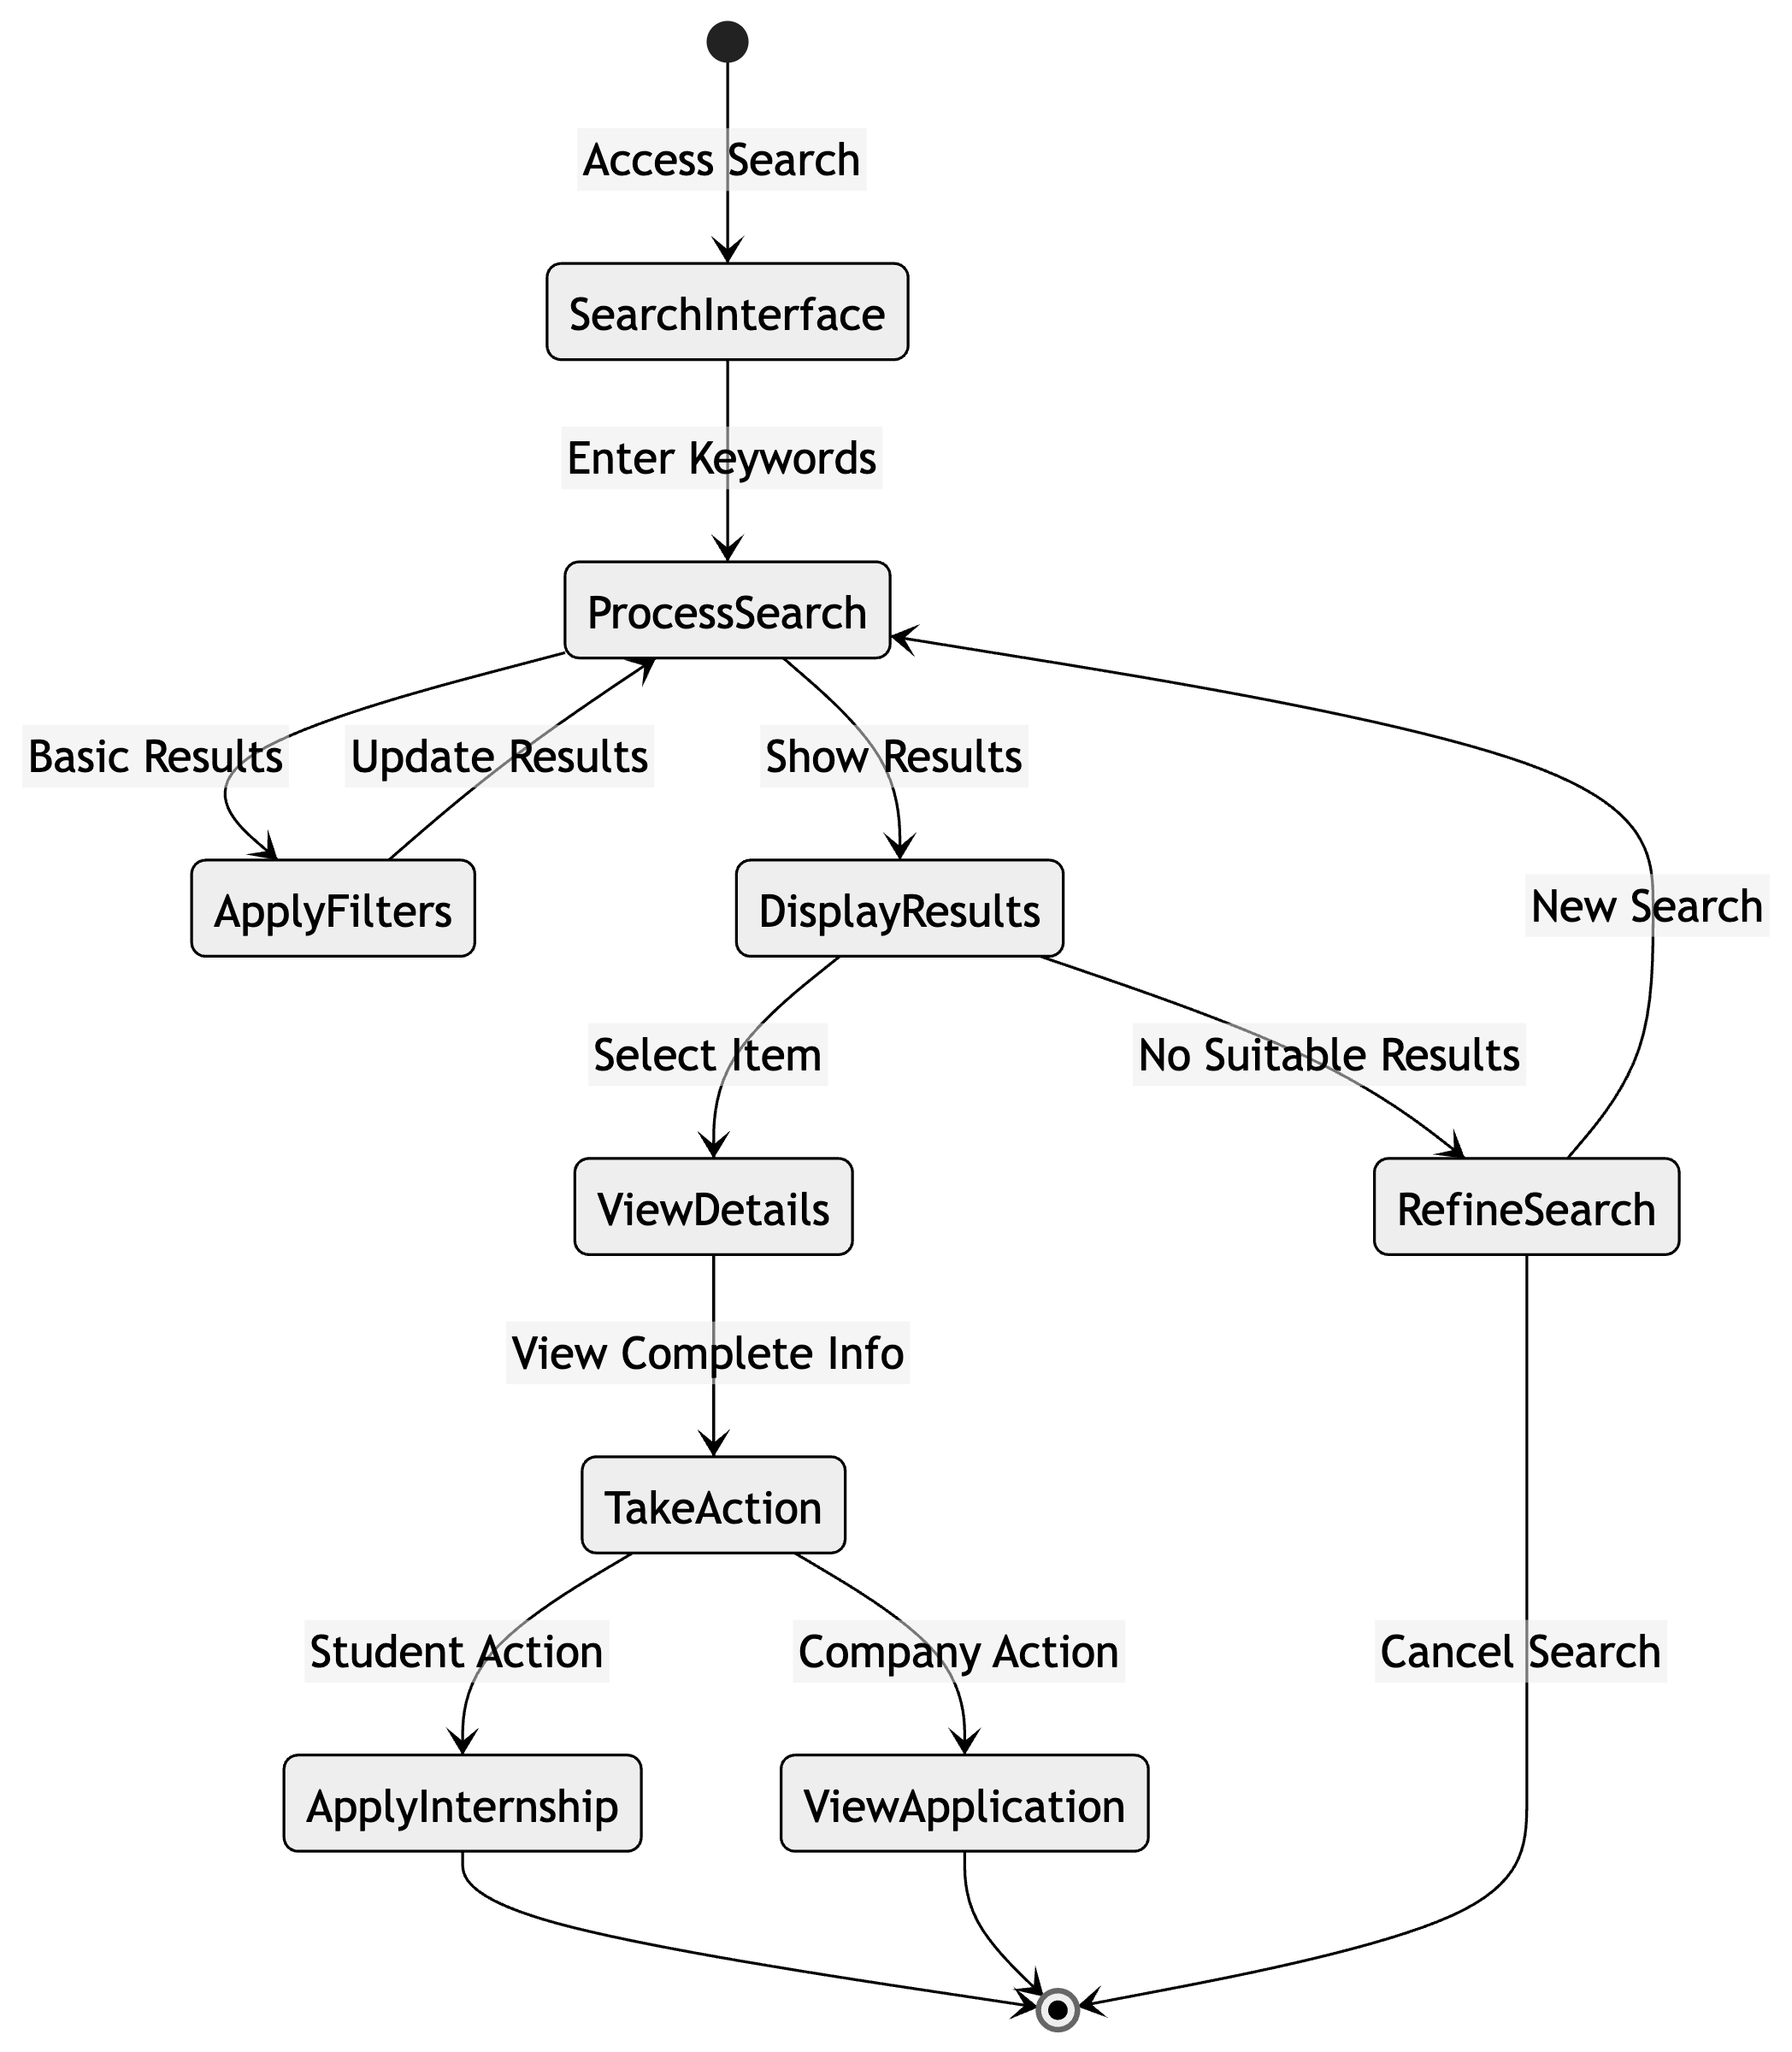 Access Search
SearchInterface
Enter Keywords
ProcessSearch
Basic Results
Update Results
Show Results
ApplyFilters
DisplayResults
New Search
Select Item
No Suitable Results
ViewDetails
RefineSearch
View Complete Info
TakeAction
Student Action
Company Action
Cancel Search
ApplyInternship
ViewApplication